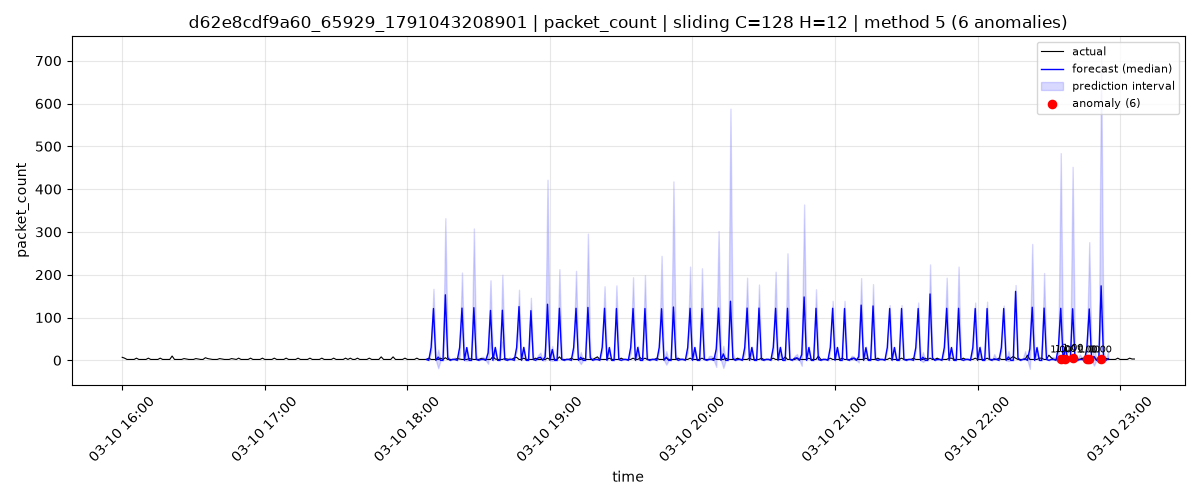 d62e8cdf9a60_65929_1791043208901 | packet_count | sliding C=128 H=12 | method 5 (6 anomalies)
actual
forecast (median)
prediction interval
anomaly (6)
packet_count
700
600
500
400
300
200
100
0
03-10 16:00
03-10 17:00
03-10 18:00
03-10 19:00
03-10 20:00
03-10 21:00
03-10 22:00
03-10 23:00
time